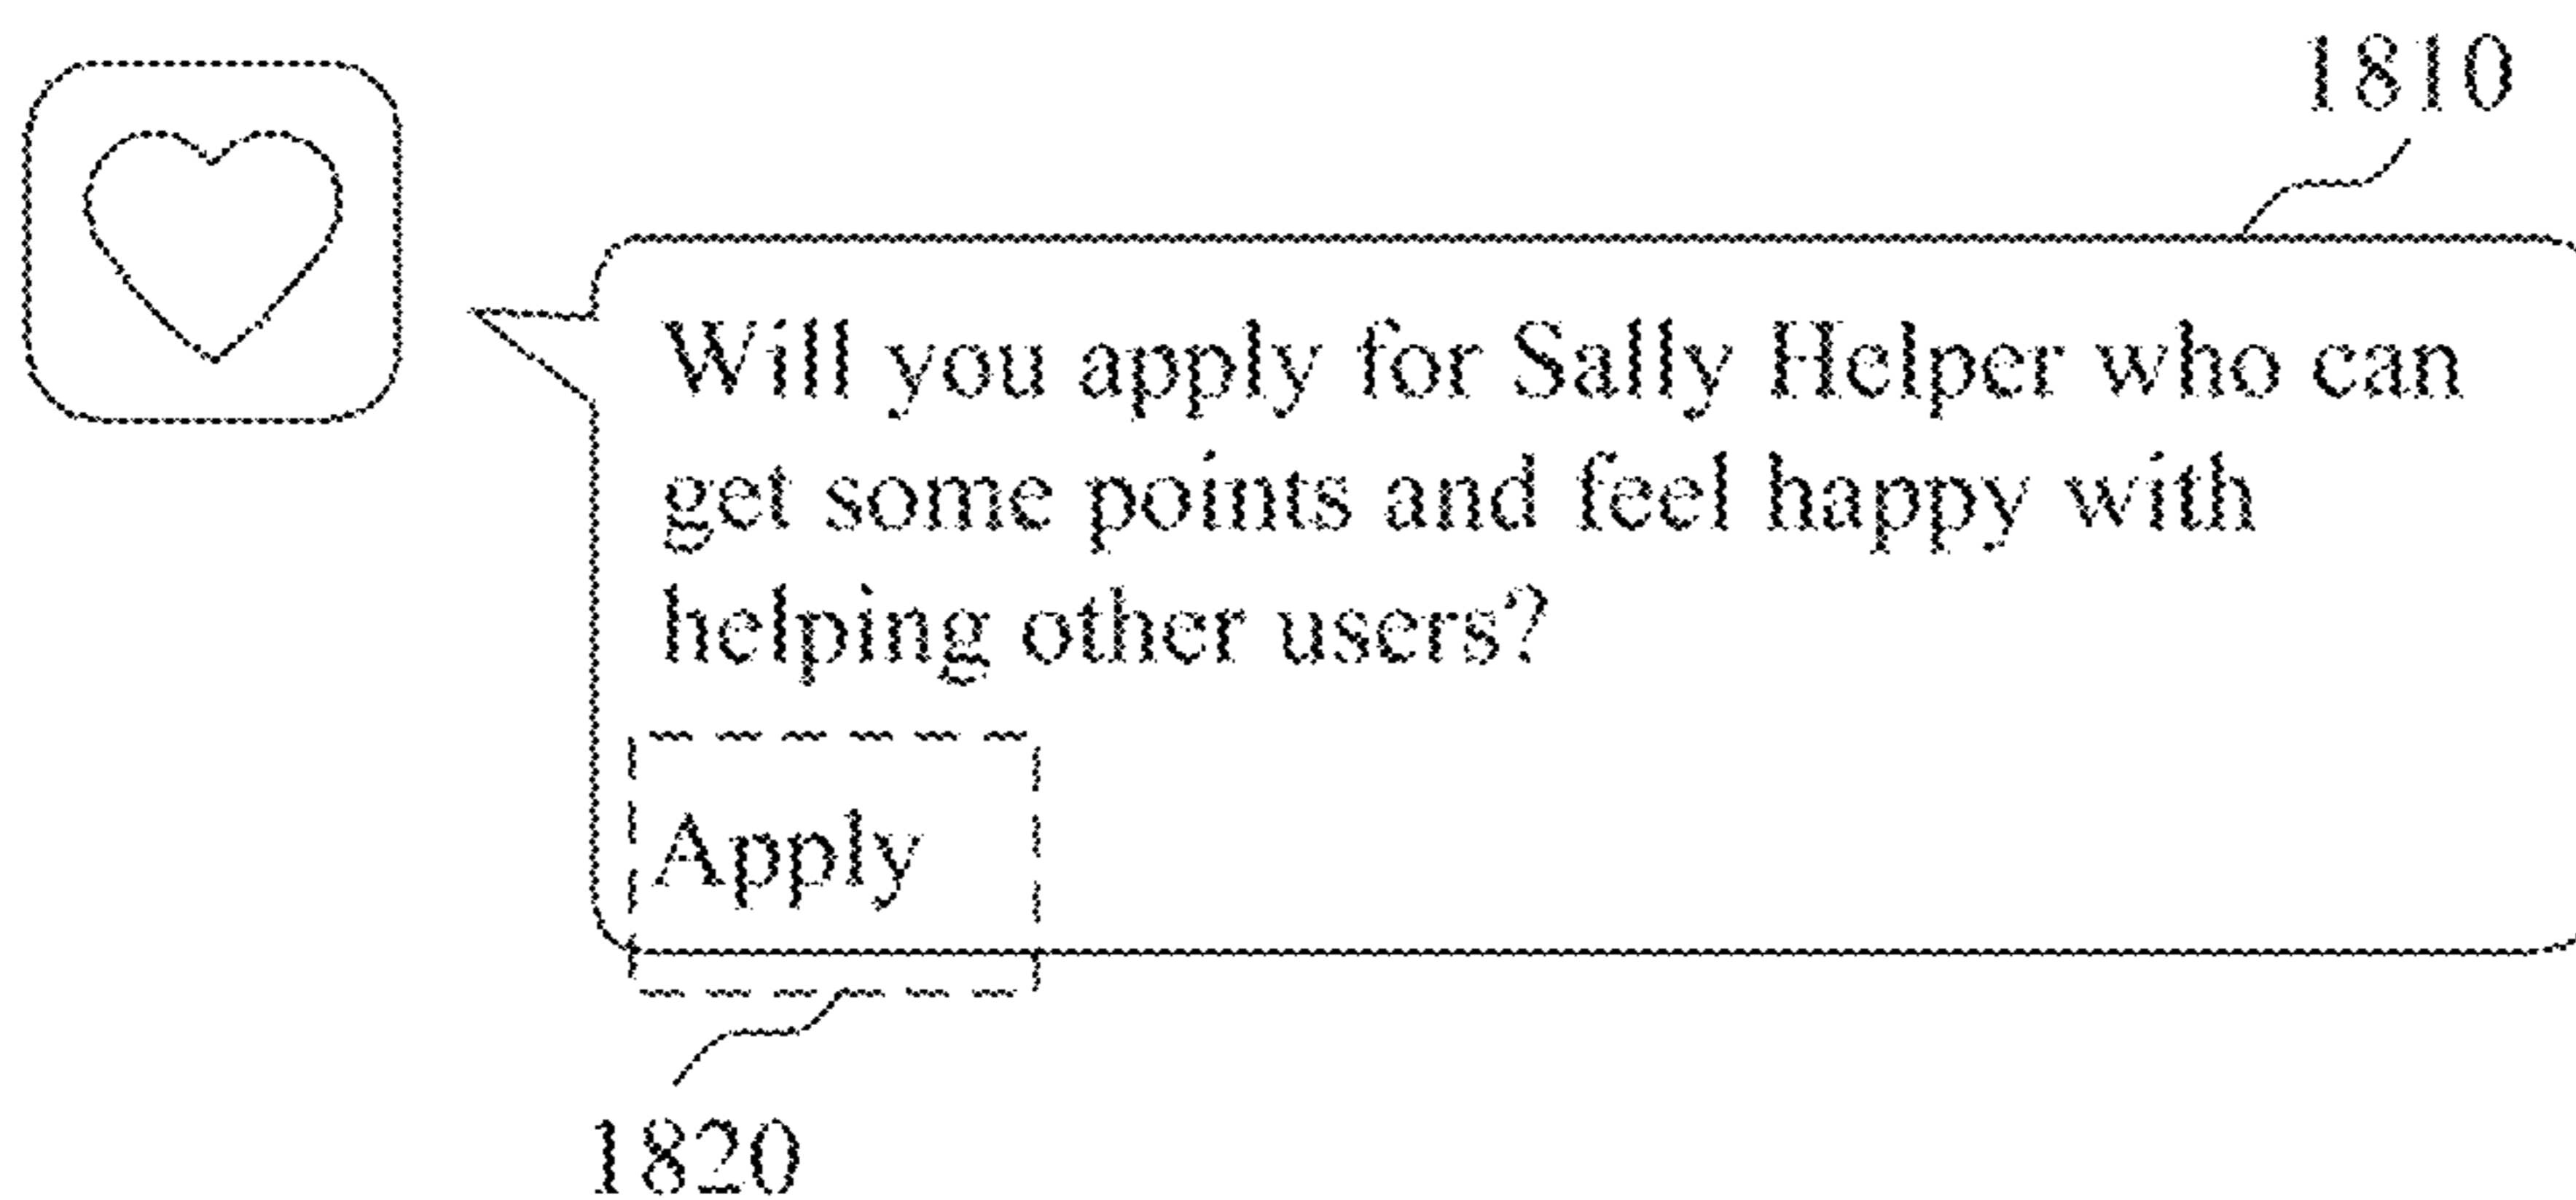 1810
Will you apply for Sally Helper who can
get some points and feel happy with
helping other users?
Apply
1820